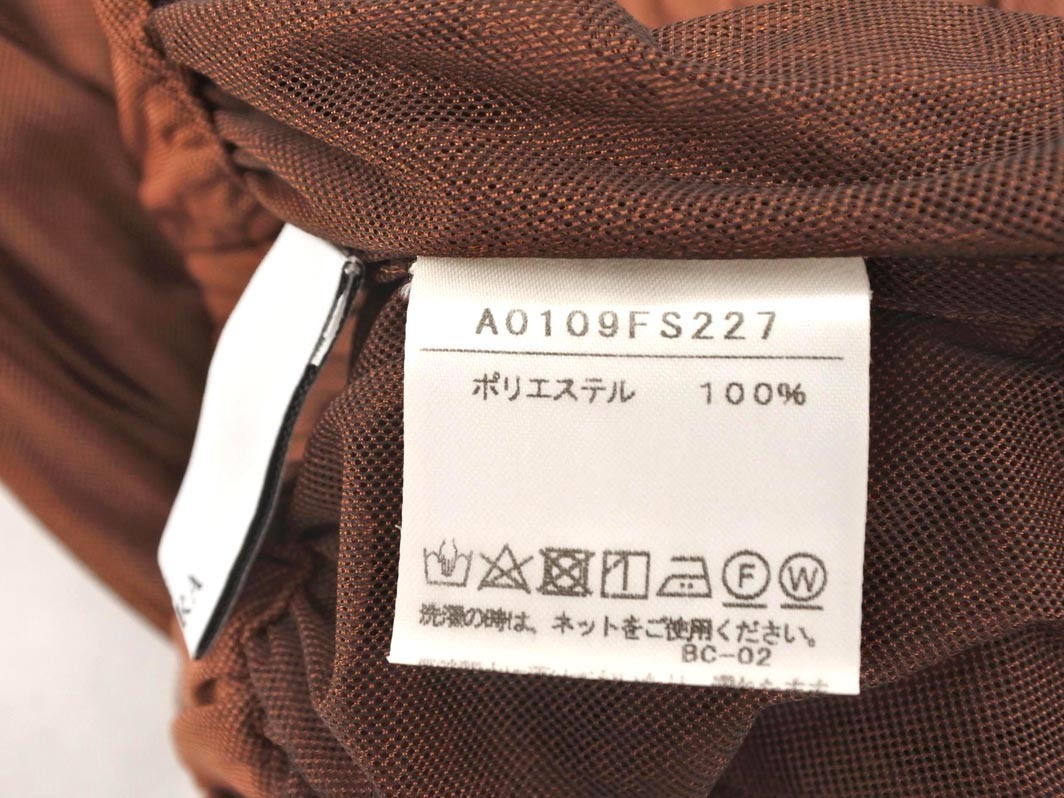 A0109FS227
ポリエステル 100%
F W
洗濯の時は、ネットをご使用ください。
BC-02
KA